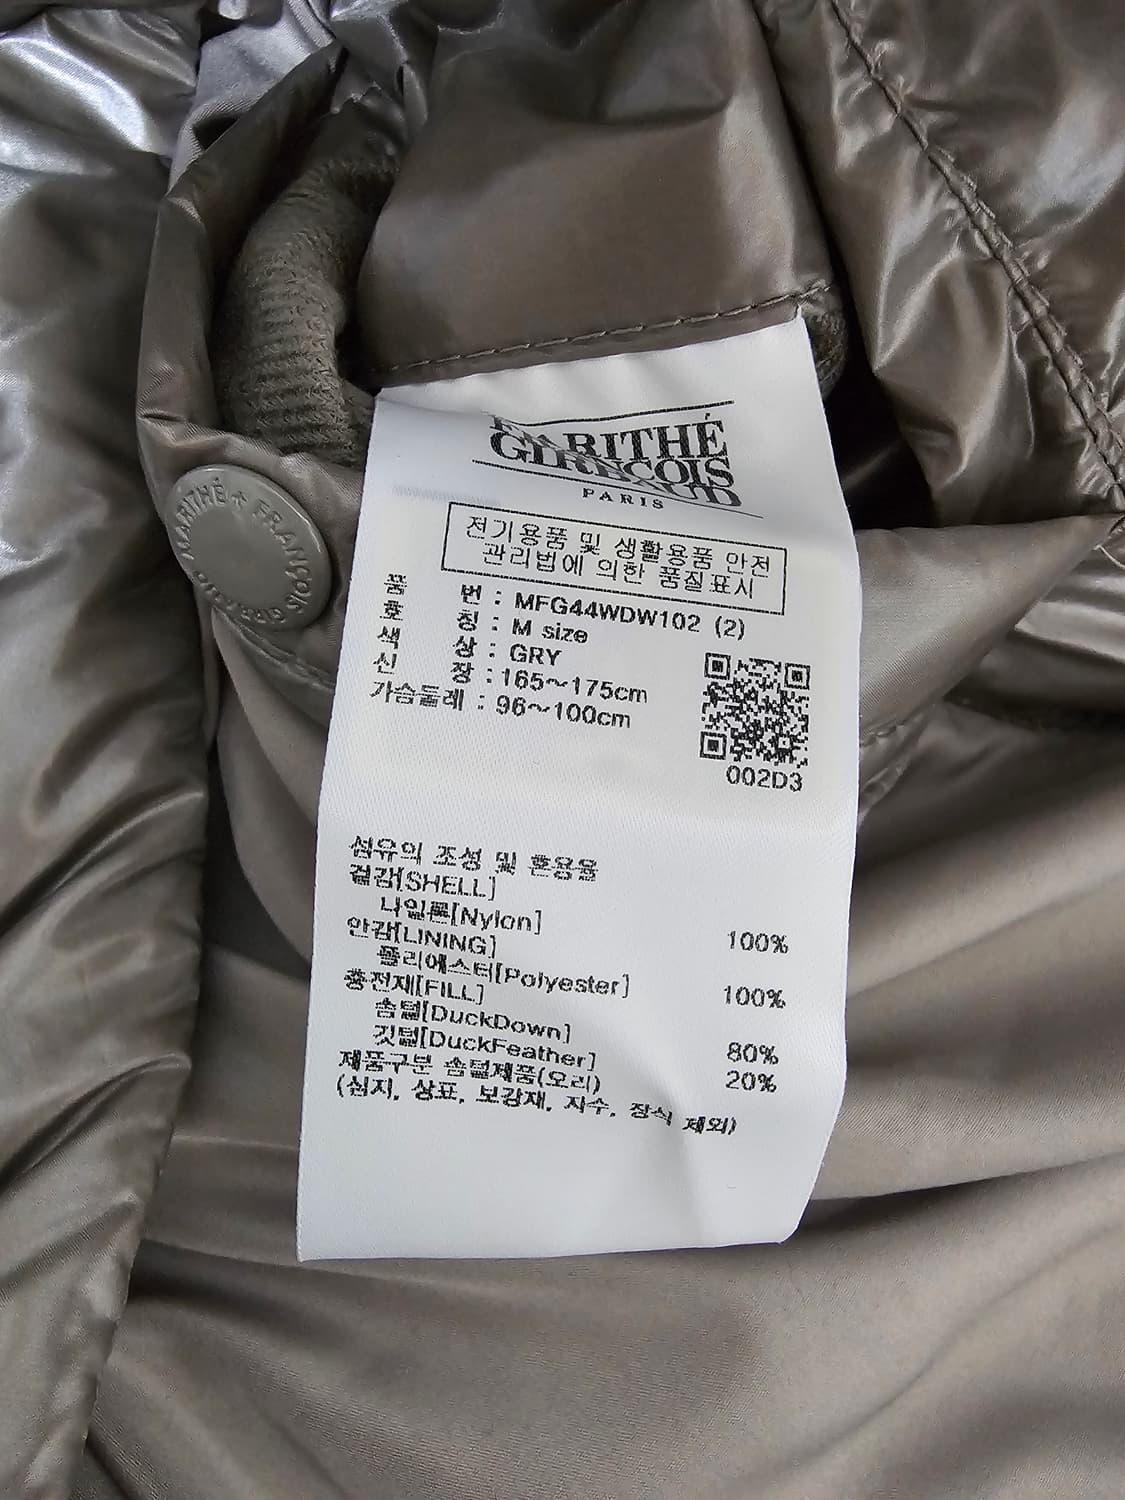 MARITHÉ
FRANÇOIS
GIRBAUD
PARIS
MARITHÉ + FRANÇOIS GIRBAUD
전기용품 및 생활용품 안전
관리법에 의한 품질표시
품 번 : MFG44WDW102 (2)
호 칭 : M size
색 상 : GRY
신 장 : 165~175cm
가슴둘레 : 96~100cm
002D3
섬유의 조성 및 혼용율
겉감[SHELL]
나일론[Nylon] 100%
안감[LINING]
폴리에스터[Polyester] 100%
충전재[FILL]
솜털[DuckDown] 80%
깃털[DuckFeather] 20%
제품구분 솜털제품(오리)
(심지, 상표, 보강재, 자수, 장식 제외)